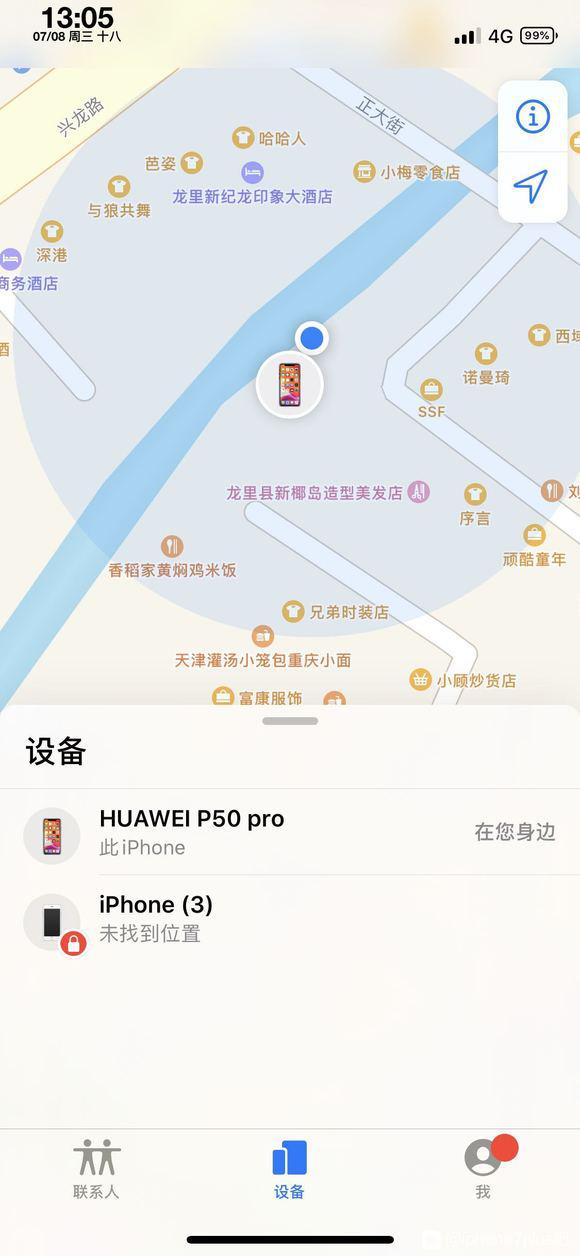 13:05
07/08 周三 十八
4G
99%
兴龙路
正大街
哈哈人
芭姿
小梅零食店
龙里新纪龙印象大酒店
与狼共舞
深港
商务酒店
酒
西域
诺曼琦
SSF
龙里县新椰岛造型美发店
刘
序言
顽酷童年
香稻家黄焖鸡米饭
兄弟时装店
天津灌汤小笼包重庆小面
小顾炒货店
富康服饰
设备
HUAWEI P50 pro
此 iPhone
在您身边
iPhone (3)
未找到位置
联系人
设备
我